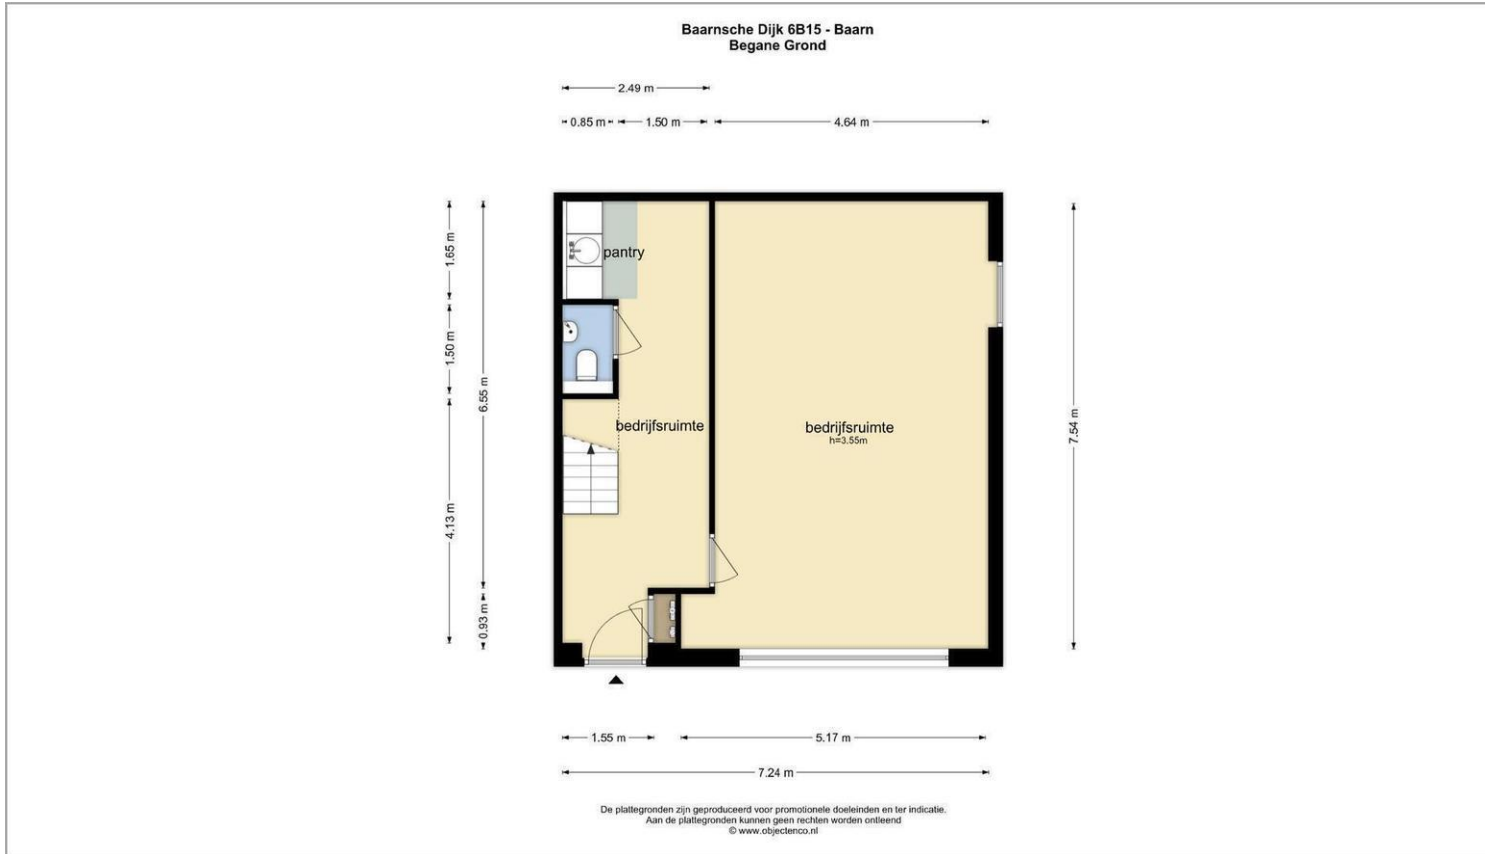 Baarnsche Dijk 6B15 - Baarn
Begane Grond
2.49 m
0.85 m
1.50 m
4.64 m
1.65 m
1.50 m
4.13 m
6.55 m
0.93 m
7.54 m
pantry
bedrijfsruimte
bedrijfsruimte
h=3.55m
1.55 m
5.17 m
7.24 m
De plattegronden zijn geproduceerd voor promotionele doeleinden en ter indicatie.
Aan de plattegronden kunnen geen rechten worden ontleend
© www.objectenco.nl